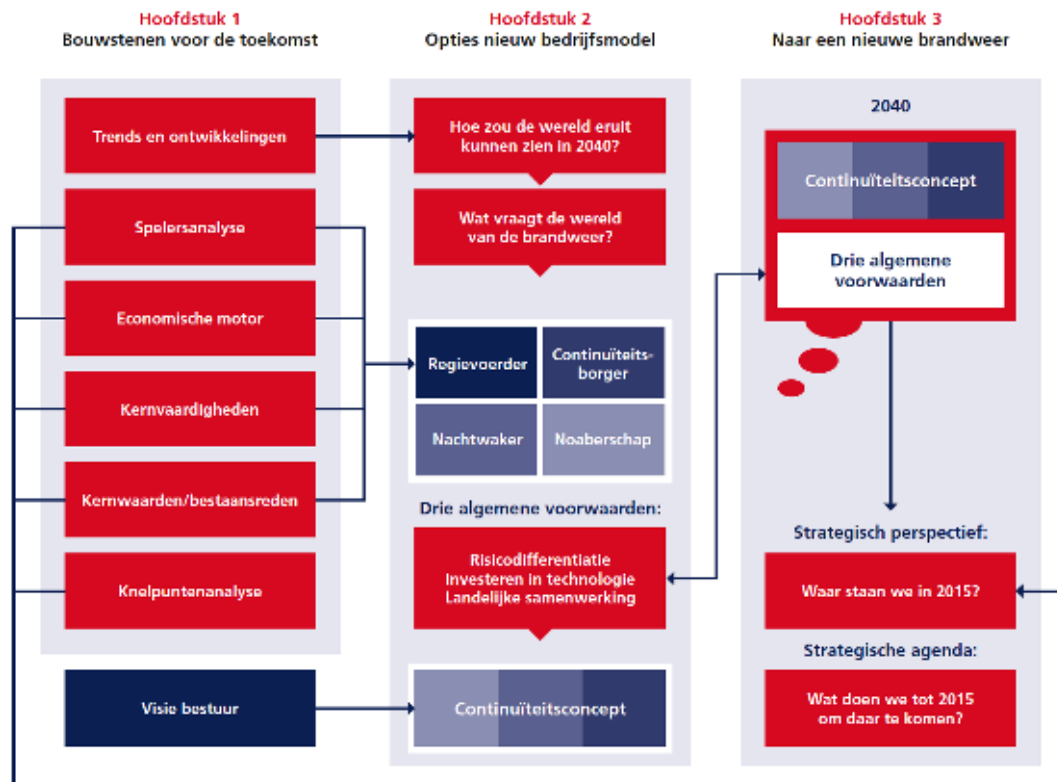 Hoofdstuk 1
Bouwstenen voor de toekomst
Trends en ontwikkelingen
Spelersanalyse
Economische motor
Kernvaardigheden
Kernwaarden/bestaansreden
Knelpuntenanalyse
Visie bestuur
Hoofdstuk 2
Opties nieuw bedrijfsmodel
Hoe zou de wereld eruit
kunnen zien in 2040?
Wat vraagt de wereld
van de brandweer?
Regievoerder
Continuïteits-
borger
Nachtwaker
Noaberschap
Drie algemene voorwaarden:
Risicodifferentiatie
Investeren in technologie
Landelijke samenwerking
Continuïteitsconcept
Hoofdstuk 3
Naar een nieuwe brandweer
2040
Continuïteitsconcept
Drie algemene
voorwaarden
Strategisch perspectief:
Waar staan we in 2015?
Strategische agenda:
Wat doen we tot 2015
om daar te komen?